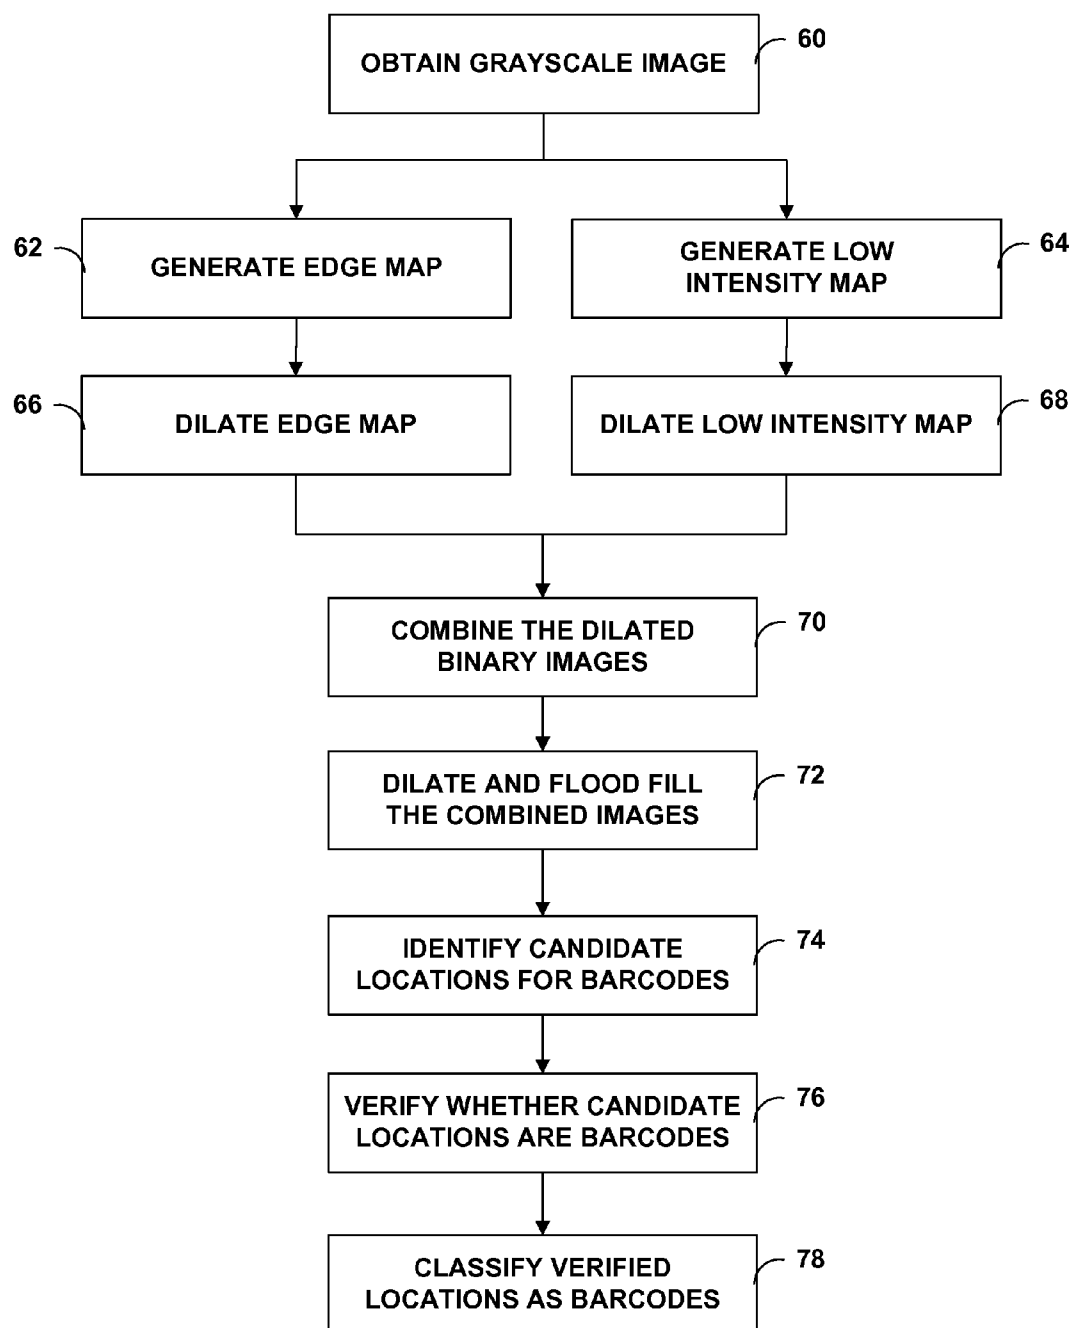 OBTAIN GRAYSCALE IMAGE
60
62
GENERATE EDGE MAP
GENERATE LOW
INTENSITY MAP
64
66
DILATE EDGE MAP
DILATE LOW INTENSITY MAP
68
COMBINE THE DILATED
BINARY IMAGES
70
DILATE AND FLOOD FILL
THE COMBINED IMAGES
72
IDENTIFY CANDIDATE
LOCATIONS FOR BARCODES
74
VERIFY WHETHER CANDIDATE
LOCATIONS ARE BARCODES
76
CLASSIFY VERIFIED
LOCATIONS AS BARCODES
78